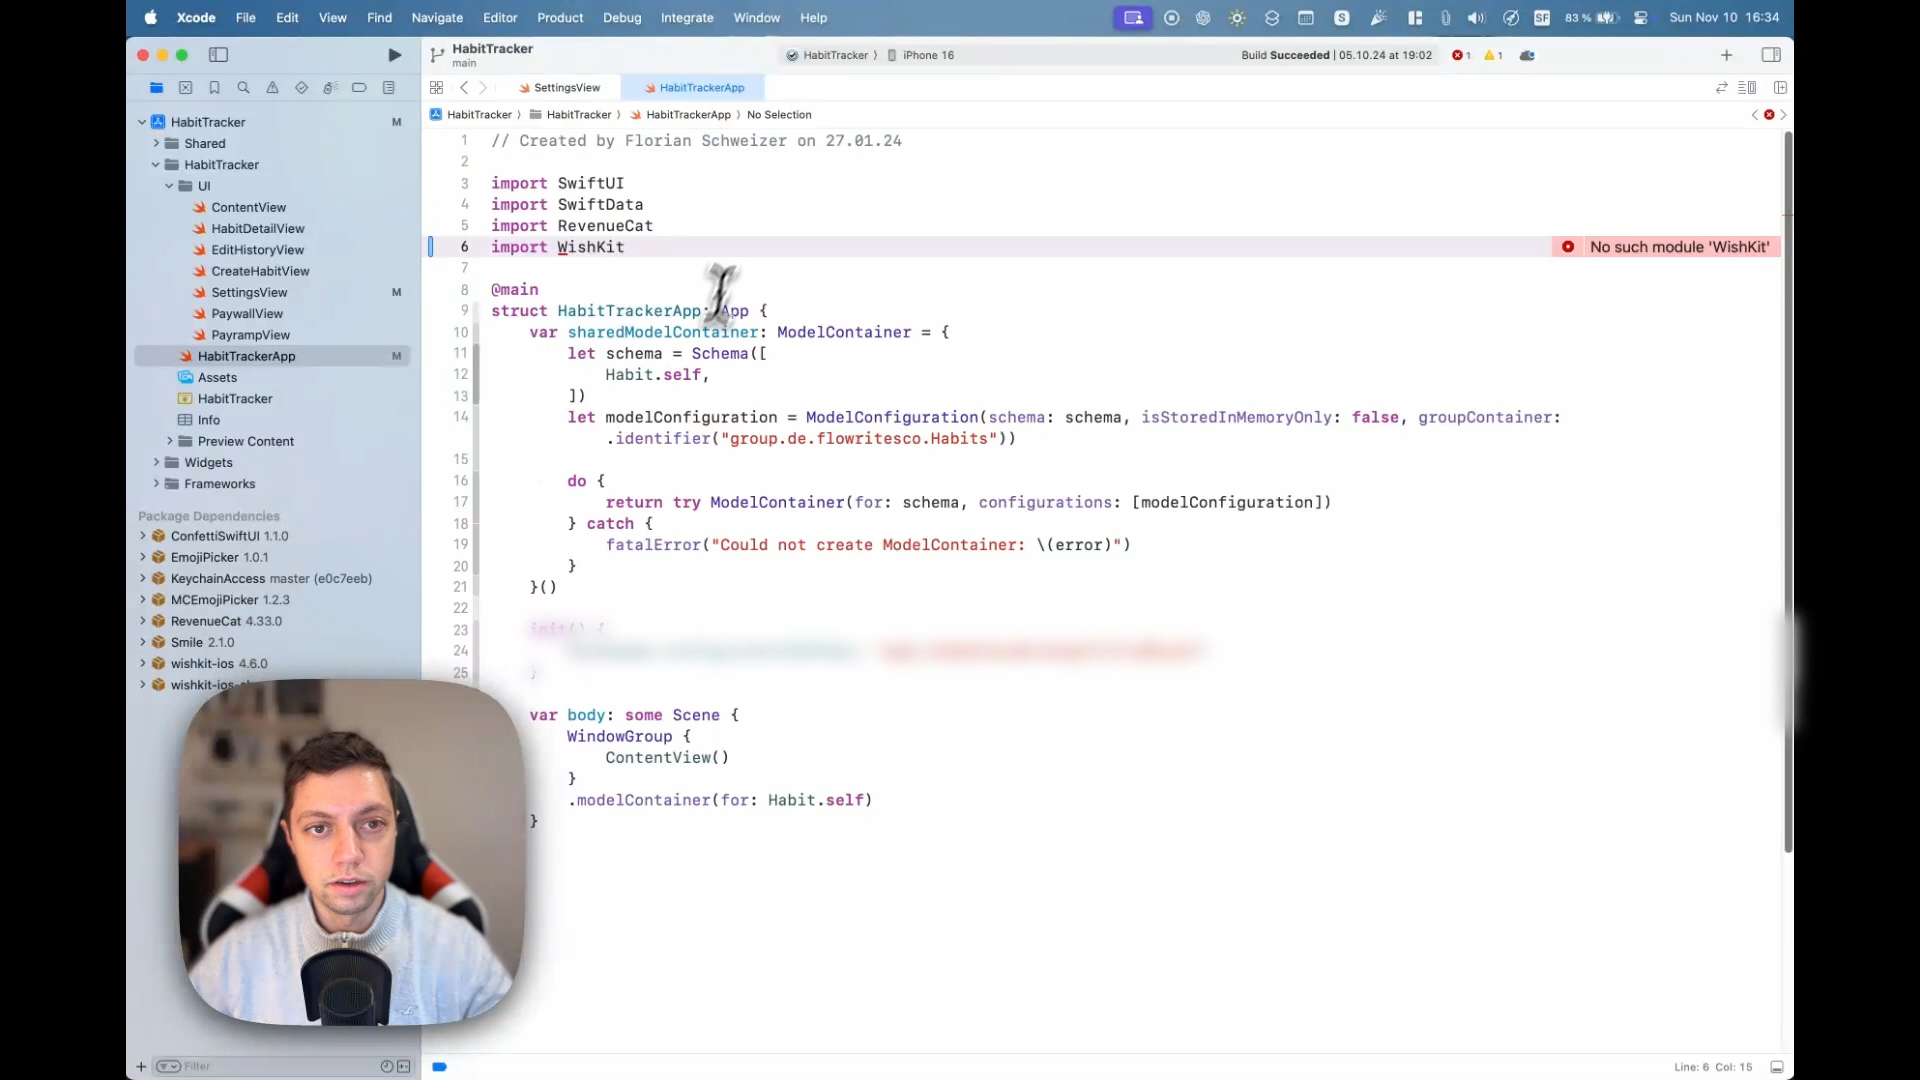 Xcode File Edit View Find Navigate Editor Product Debug Integrate Window Help
S SF 83 % Sun Nov 10 16:34
HabitTracker
main
HabitTracker iPhone 16
Build Succeeded | 05.10.24 at 19:02 1 1
SettingsView HabitTrackerApp
HabitTracker HabitTracker HabitTrackerApp No Selection
HabitTracker M
Shared
HabitTracker
UI
ContentView
HabitDetailView
EditHistoryView
CreateHabitView
SettingsView M
PaywallView
PayrampView
HabitTrackerApp M
Assets
HabitTracker
Info
Preview Content
Widgets
Frameworks
Package Dependencies
ConfettiSwiftUI 1.1.0
EmojiPicker 1.0.1
KeychainAccess master (e0c7eeb)
MCEmojiPicker 1.2.3
RevenueCat 4.33.0
Smile 2.1.0
wishkit-ios 4.6.0
Filter
1 // Created by Florian Schweizer on 27.01.24
2
3 import SwiftUI
4 import SwiftData
5 import RevenueCat
6 import WishKit
No such module 'WishKit'
7
8 @main
9 struct HabitTrackerApp: App {
10 var sharedModelContainer: ModelContainer = {
11 let schema = Schema([
12 Habit.self,
13 ])
14 let modelConfiguration = ModelConfiguration(schema: schema, isStoredInMemoryOnly: false, groupContainer:
.identifier("group.de.flowritesco.Habits"))
15
16 do {
17 return try ModelContainer(for: schema, configurations: [modelConfiguration])
18 } catch {
19 fatalError("Could not create ModelContainer: \(error)")
20 }
21 }()
22
23 init() {
24
25 }
var body: some Scene {
WindowGroup {
ContentView()
}
.modelContainer(for: Habit.self)
}
Line: 6 Col: 15